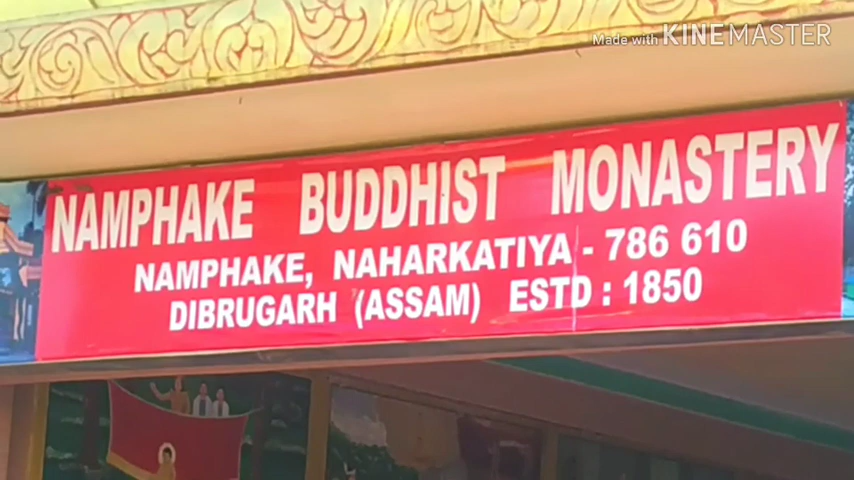 Made with KINEMASTER
NAMPHAKE BUDDHIST MONASTERY
NAMPHAKE, NAHARKATIYA - 786 610
DIBRUGARH (ASSAM) ESTD : 1850